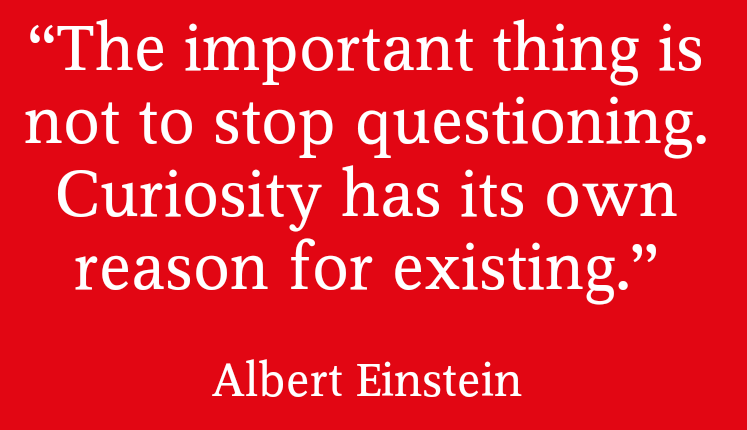 “The important thing is
not to stop questioning.
Curiosity has its own
reason for existing.”
Albert Einstein